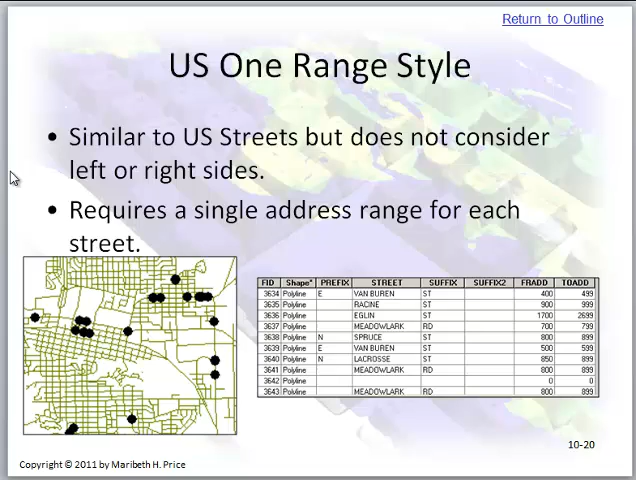 Return to Outline
US One Range Style
• Similar to US Streets but does not consider
left or right sides.
• Requires a single address range for each
street.
FID Shape* PREFIX STREET SUFFIX SUFFIX2 FRADD TOADD
3634 Polyline E VAN BUREN ST 400 499
3635 Polyline RACINE ST 900 999
3636 Polyline EGLIN ST 1700 2699
3637 Polyline MEADOWLARK RD 700 799
3638 Polyline N SPRUCE ST 800 899
3639 Polyline E VAN BUREN ST 500 599
3640 Polyline N LACROSSE ST 850 899
3641 Polyline MEADOWLARK RD 800 899
3642 Polyline 0 0
3643 Polyline MEADOWLARK RD 800 899
10-20
Copyright © 2011 by Maribeth H. Price